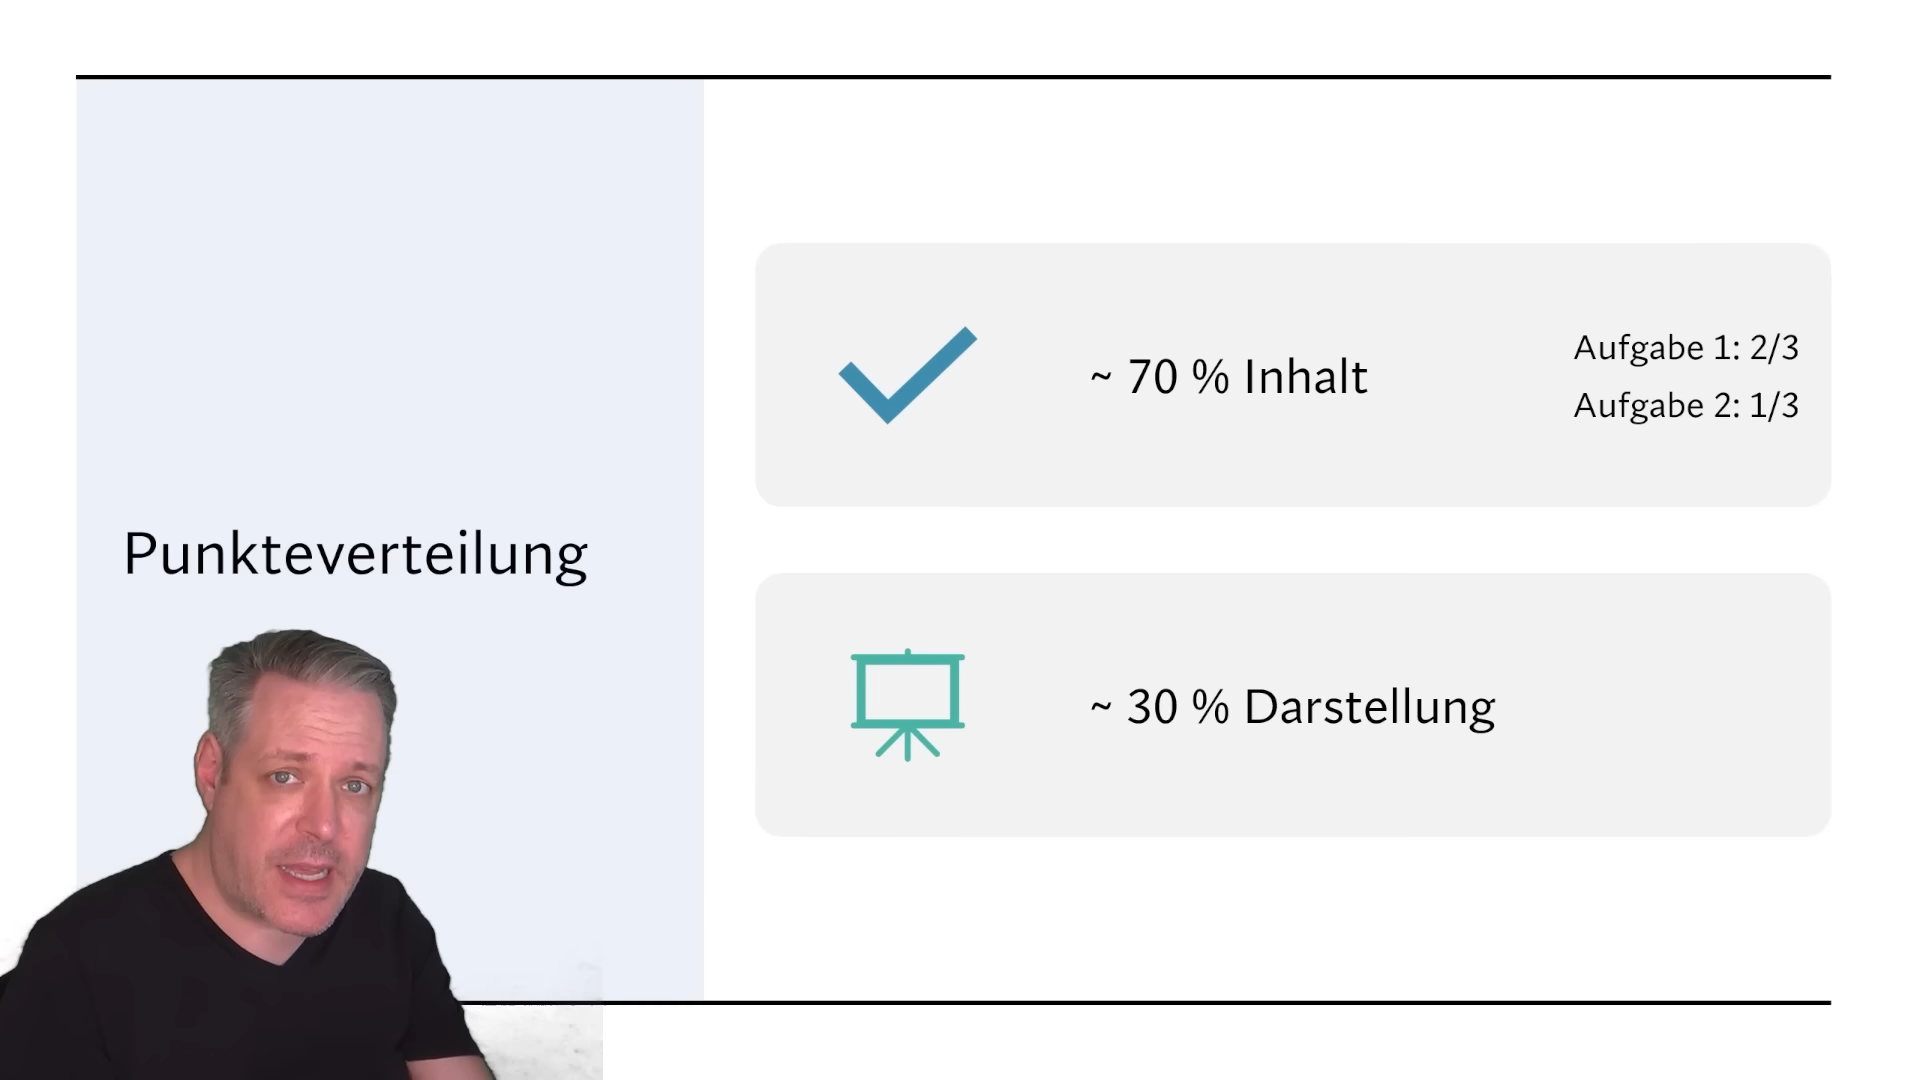 Punkteverteilung
~ 70 % Inhalt
Aufgabe 1: 2/3
Aufgabe 2: 1/3
~ 30 % Darstellung